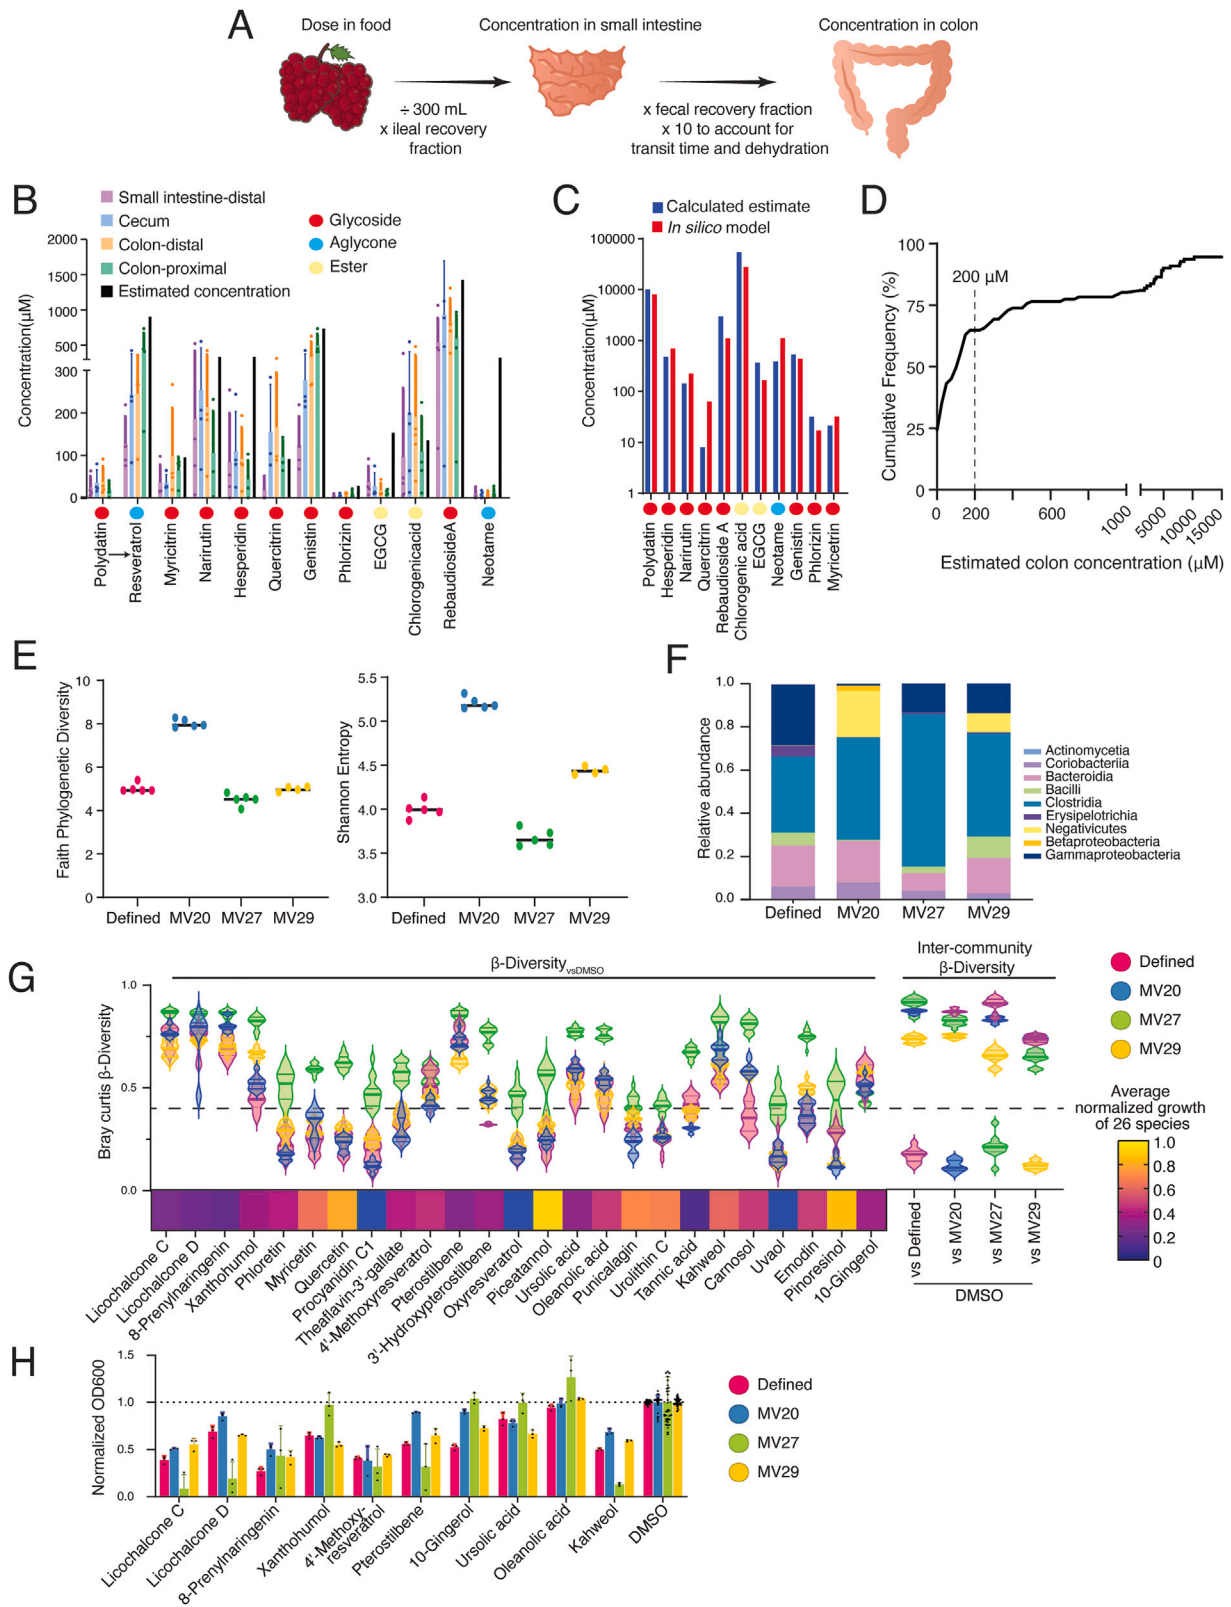 A
Dose in food
Concentration in small intestine
Concentration in colon
÷ 300 mL
x ileal recovery
fraction
x fecal recovery fraction
x 10 to account for
transit time and dehydration
B
Small intestine-distal
Cecum
Colon-distal
Colon-proximal
Estimated concentration
Glycoside
Aglycone
Ester
Concentration(μM)
2000
1500
1000
500
300
200
100
0
Polydatin
Resveratrol
Myricitrin
Narirutin
Hesperidin
Quercitrin
Genistin
Phlorizin
EGCG
Chlorogenicacid
RebaudiosideA
Neotame
C
Calculated estimate
In silico model
Concentration(μM)
100000
10000
1000
100
10
1
Polydatin
Hesperidin
Narirutin
Quercitrin
Rebaudioside A
Chlorogenic acid
EGCG
Neotame
Genistin
Phlorizin
Myricetrin
D
Cumulative Frequency (%)
100
75
50
25
0
200 μM
0
200
600
1000
5000
10000
15000
Estimated colon concentration (μM)
E
Faith Phylogenetic Diversity
10
8
6
4
2
0
Defined
MV20
MV27
MV29
Shannon Entropy
5.5
5.0
4.5
4.0
3.5
3.0
Defined
MV20
MV27
MV29
F
Relative abundance
1.0
0.8
0.6
0.4
0.2
0.0
Defined
MV20
MV27
MV29
Actinomycetia
Coriobacteriia
Bacteroidia
Bacilli
Clostridia
Erysipelotrichia
Negativicutes
Betaproteobacteria
Gammaproteobacteria
G
β-DiversityvsDMSO
Inter-community
β-Diversity
Bray curtis β-Diversity
1.0
0.5
0.0
Licochalcone C
Licochalcone D
8-Prenylnaringenin
Xanthohumol
Phloretin
Myricetin
Quercetin
Procyanidin C1
Theaflavin-3'-gallate
4'-Methoxyresvratrol
Pterostilbene
3'-Hydroxypterostilbene
Oxyresvratrol
Piceatamol
Ursolic acid
Oleanolic acid
Punicalagin
Urolithin C
Tannic acid
Kahweol
Carnosol
Uvaol
Emodin
Pinoresinol
10-Gingerol
vs Defined
vs MV20
vs MV27
vs MV29
DMSO
Defined
MV20
MV27
MV29
Average
normalized growth
of 26 species
1.0
0.8
0.6
0.4
0.2
0
H
Normalized OD600
1.5
1.0
0.5
0.0
Licochalcone C
Licochalcone D
8-Prenylnaringenin
Xanthohumol
4'-Methoxy-
resveratrol
Pterostilbene
10-Gingerol
Ursolic acid
Oleanolic acid
Kahweol
DMSO
Defined
MV20
MV27
MV29